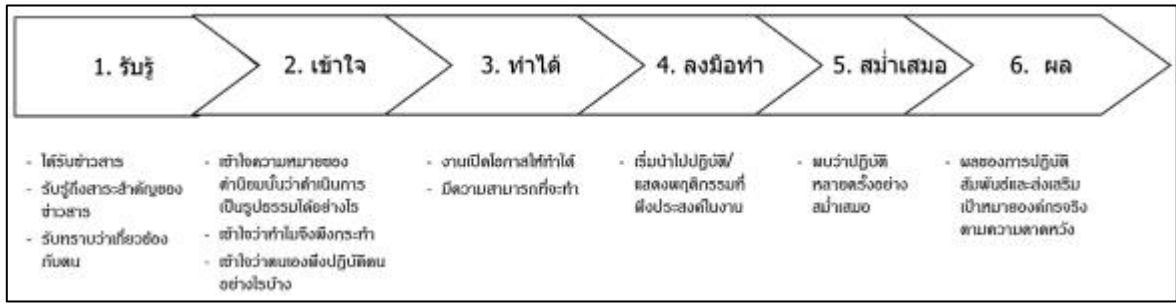 1. รับรู้
2. เข้าใจ
3. ทำได้
4. ลงมือทำ
5. สม่ำเสมอ
6. ผล
- ได้รับข่าวสาร
- รับรู้ถึงสาระสำคัญของ
ข่าวสาร
- รับทราบว่าเกี่ยวข้อง
กับตน
- เข้าใจความหมายของ
ค่านิยมนั้นว่าดำเนินการ
เป็นรูปธรรมได้อย่างไร
- เข้าใจว่าทำไมจึงพึงกระทำ
- เข้าใจว่าตนเองพึงปฏิบัติตน
อย่างไรบ้าง
- งานเปิดโอกาสให้ทำได้
- มีความสามารถที่จะทำ
- เริ่มนำไปปฏิบัติ/
แสดงพฤติกรรมที่
พึงประสงค์ในงาน
- พบว่าปฏิบัติ
หลายครั้งอย่าง
สม่ำเสมอ
- ผลของการปฏิบัติ
สัมพันธ์และส่งเสริม
เป้าหมายองค์กรจริง
ตามความคาดหวัง